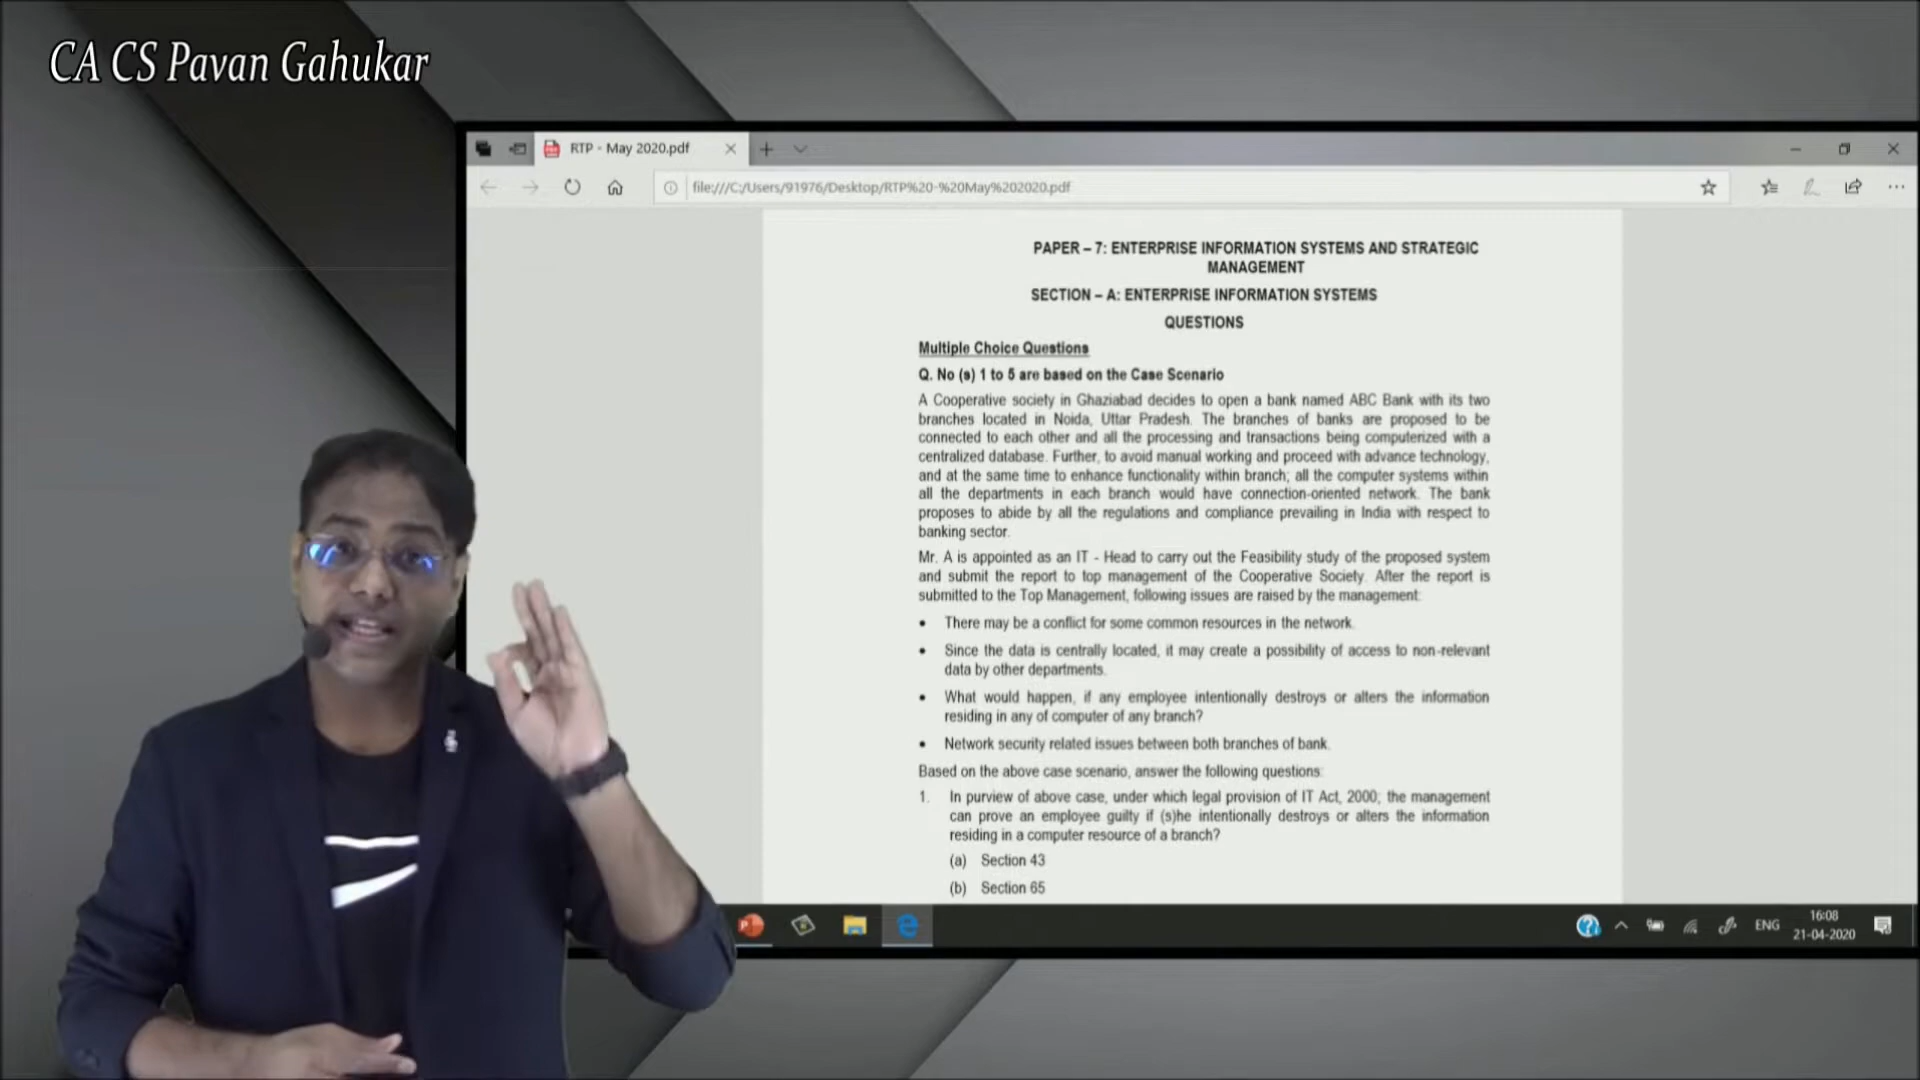 CA CS Pavan Gahukar
RTP - May 2020.pdf
file:///C:/Users/91976/Desktop/RTP%20-%20May%202020.pdf
PAPER – 7: ENTERPRISE INFORMATION SYSTEMS AND STRATEGIC
MANAGEMENT
SECTION – A: ENTERPRISE INFORMATION SYSTEMS
QUESTIONS
Multiple Choice Questions
Q. No (s) 1 to 5 are based on the Case Scenario
A Cooperative society in Ghaziabad decides to open a bank named ABC Bank with its two
branches located in Noida, Uttar Pradesh. The branches of banks are proposed to be
connected to each other and all the processing and transactions being computerized with a
centralized database. Further, to avoid manual working and proceed with advance technology,
and at the same time to enhance functionality within branch; all the computer systems within
all the departments in each branch would have connection-oriented network. The bank
proposes to abide by all the regulations and compliance prevailing in India with respect to
banking sector.
Mr. A is appointed as an IT - Head to carry out the Feasibility study of the proposed system
and submit the report to top management of the Cooperative Society. After the report is
submitted to the Top Management, following issues are raised by the management:
• There may be a conflict for some common resources in the network.
• Since the data is centrally located, it may create a possibility of access to non-relevant
data by other departments.
• What would happen, if any employee intentionally destroys or alters the information
residing in any of computer of any branch?
• Network security related issues between both branches of bank.
Based on the above case scenario, answer the following questions:
1. In purview of above case, under which legal provision of IT Act, 2000; the management
can prove an employee guilty if (s)he intentionally destroys or alters the information
residing in a computer resource of a branch?
(a) Section 43
(b) Section 65
ENG
16:08
21-04-2020